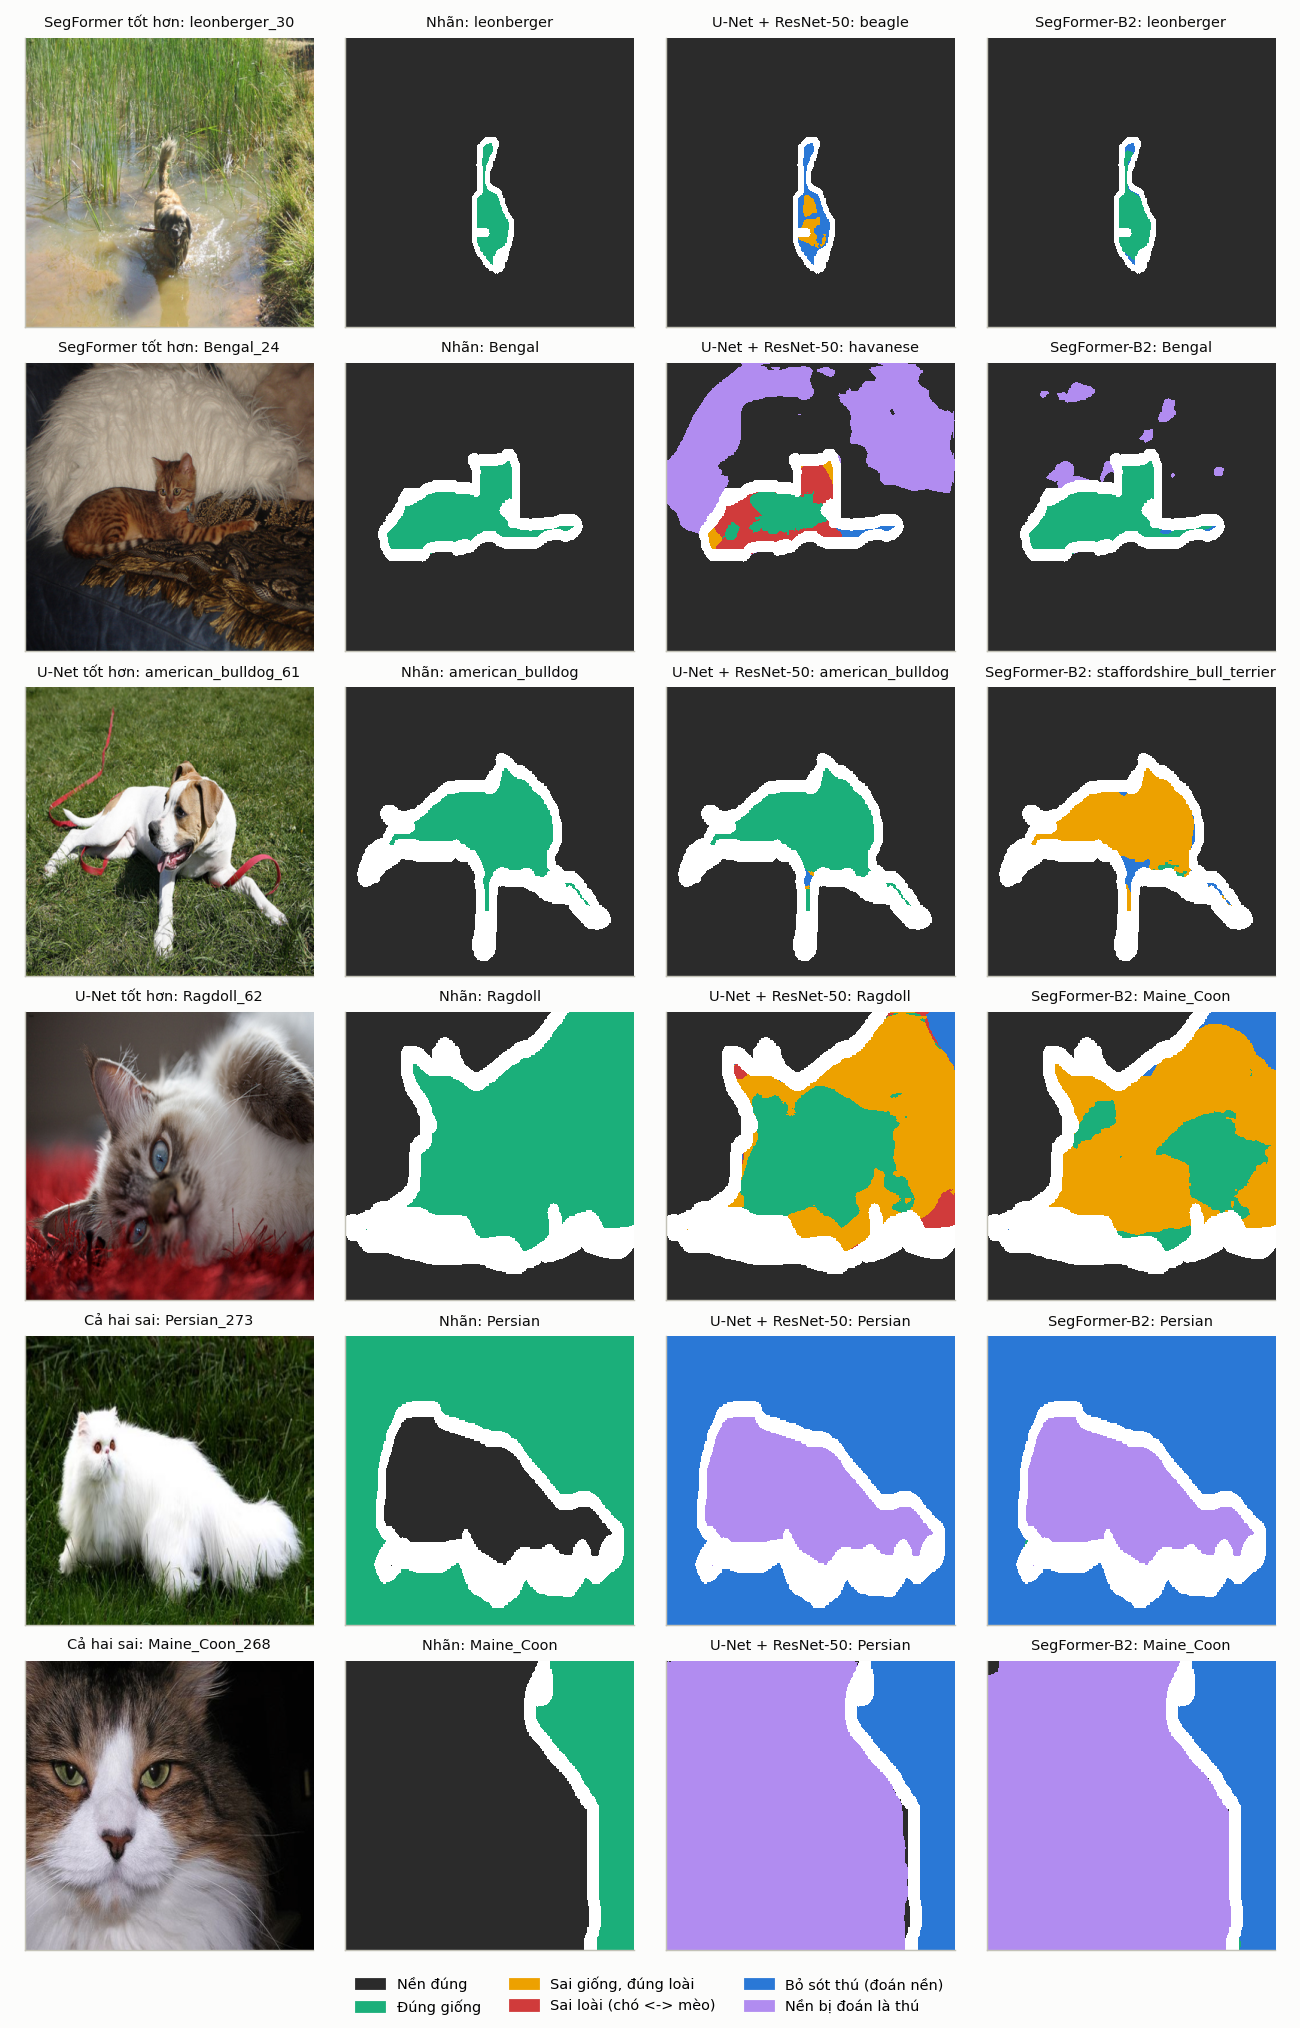 SegFormer tốt hơn: leonberger_30
Nhãn: leonberger
U-Net + ResNet-50: beagle
SegFormer-B2: leonberger
SegFormer tốt hơn: Bengal_24
Nhãn: Bengal
U-Net + ResNet-50: havanese
SegFormer-B2: Bengal
U-Net tốt hơn: american_bulldog_61
Nhãn: american_bulldog
U-Net + ResNet-50: american_bulldog
SegFormer-B2: staffordshire_bull_terrier
U-Net tốt hơn: Ragdoll_62
Nhãn: Ragdoll
U-Net + ResNet-50: Ragdoll
SegFormer-B2: Maine_Coon
Cả hai sai: Persian_273
Nhãn: Persian
U-Net + ResNet-50: Persian
SegFormer-B2: Persian
Cả hai sai: Maine_Coon_268
Nhãn: Maine_Coon
U-Net + ResNet-50: Persian
SegFormer-B2: Maine_Coon
Nền đúng
Đúng giống
Sai giống, đúng loài
Sai loài (chó <-> mèo)
Bỏ sót thú (đoán nền)
Nền bị đoán là thú